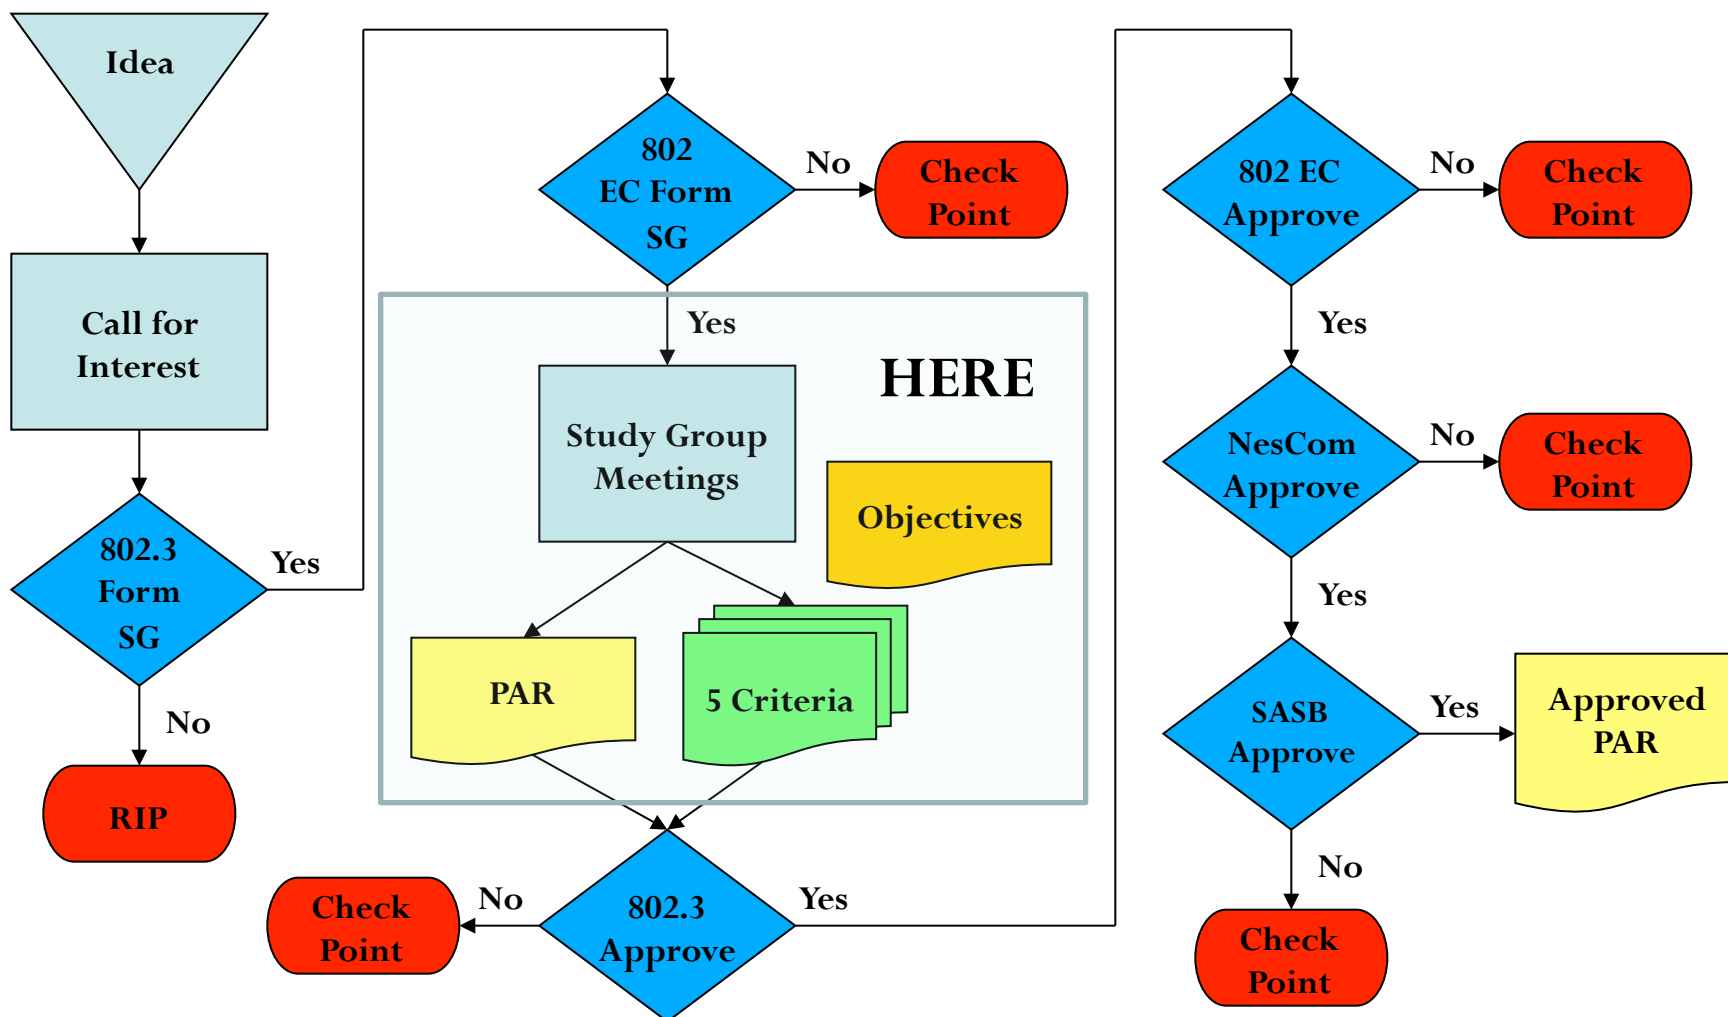 Idea
Call for
Interest
802.3
Form
SG
Yes
No
RIP
802
EC Form
SG
No
Check
Point
Yes
HERE
Study Group
Meetings
Objectives
PAR
5 Criteria
802.3
Approve
No
Check
Point
Yes
802 EC
Approve
No
Check
Point
Yes
NesCom
Approve
No
Check
Point
Yes
SASB
Approve
Yes
Approved
PAR
No
Check
Point